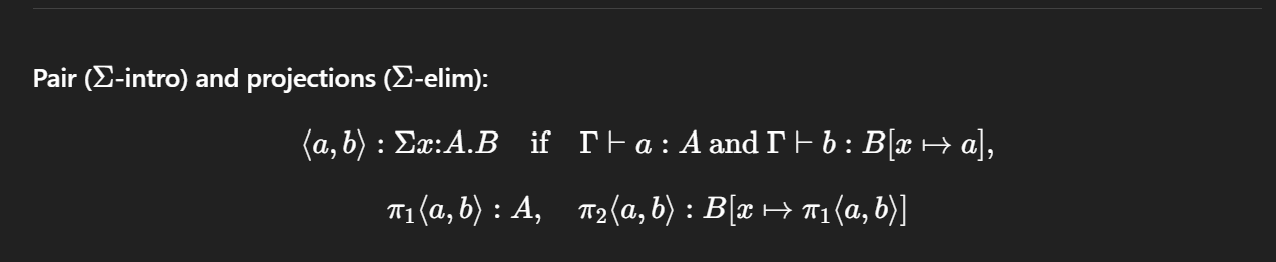 Pair (Σ-intro) and projections (Σ-elim):
⟨a, b⟩ : Σx:A.B if Γ ⊢ a : A and Γ ⊢ b : B[x ↦ a],
π₁⟨a, b⟩ : A, π₂⟨a, b⟩ : B[x ↦ π₁⟨a, b⟩]